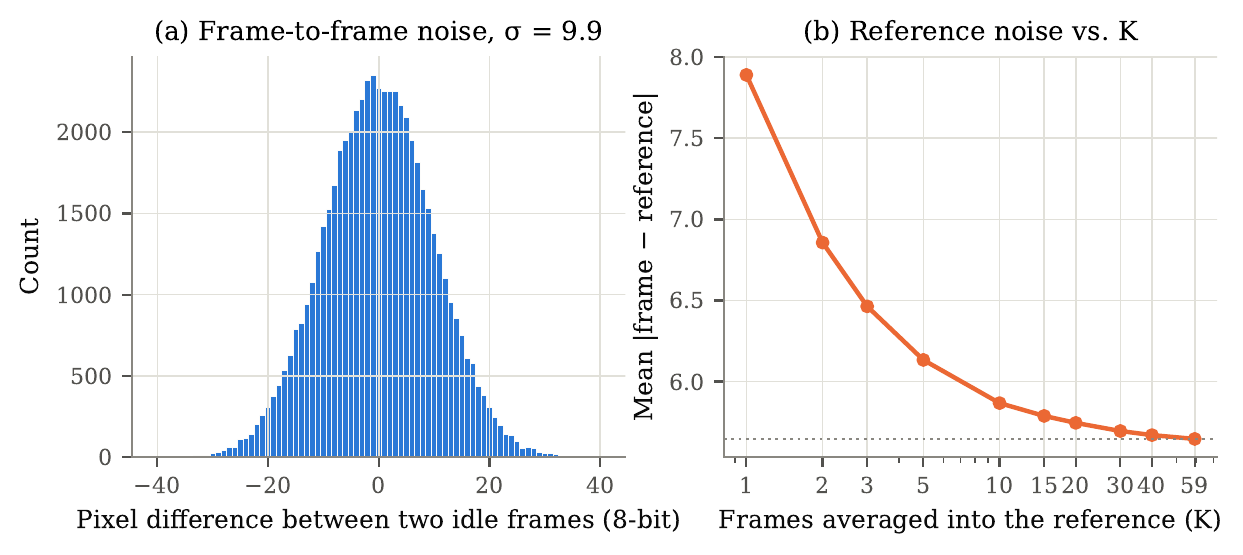 (a) Frame-to-frame noise, σ = 9.9
Count
2000
1500
1000
500
0
−40 −20 0 20 40
Pixel difference between two idle frames (8-bit)
(b) Reference noise vs. K
Mean |frame − reference|
8.0
7.5
7.0
6.5
6.0
1 2 3 5 10 15 20 30 40 59
Frames averaged into the reference (K)